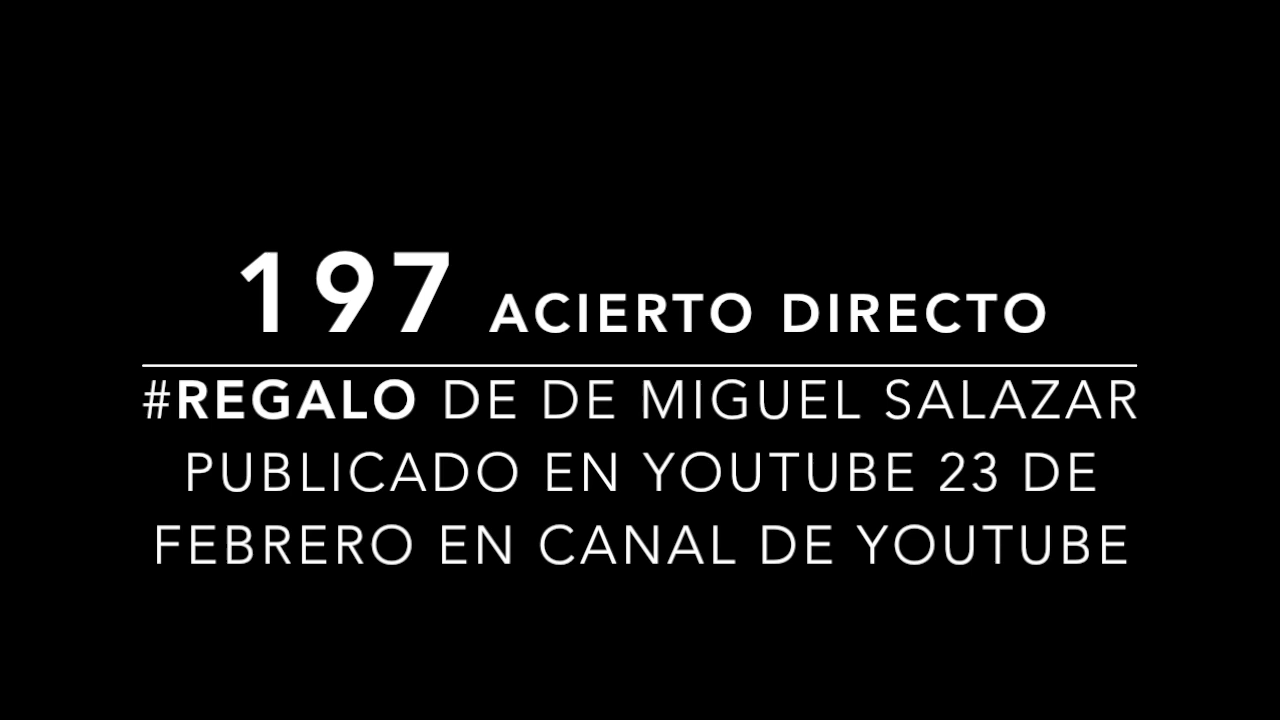 197 ACIERTO DIRECTO
#REGALO DE DE MIGUEL SALAZAR
PUBLICADO EN YOUTUBE 23 DE
FEBRERO EN CANAL DE YOUTUBE